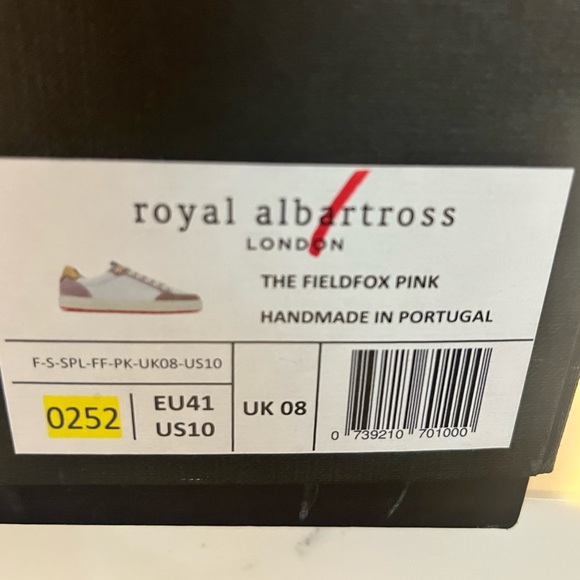 royal albartross
LONDON
THE FIELDFOX PINK
HANDMADE IN PORTUGAL
F-S-SPL-FF-PK-UK08-US10
0252
EU41
US10
UK 08
0 739210 701000